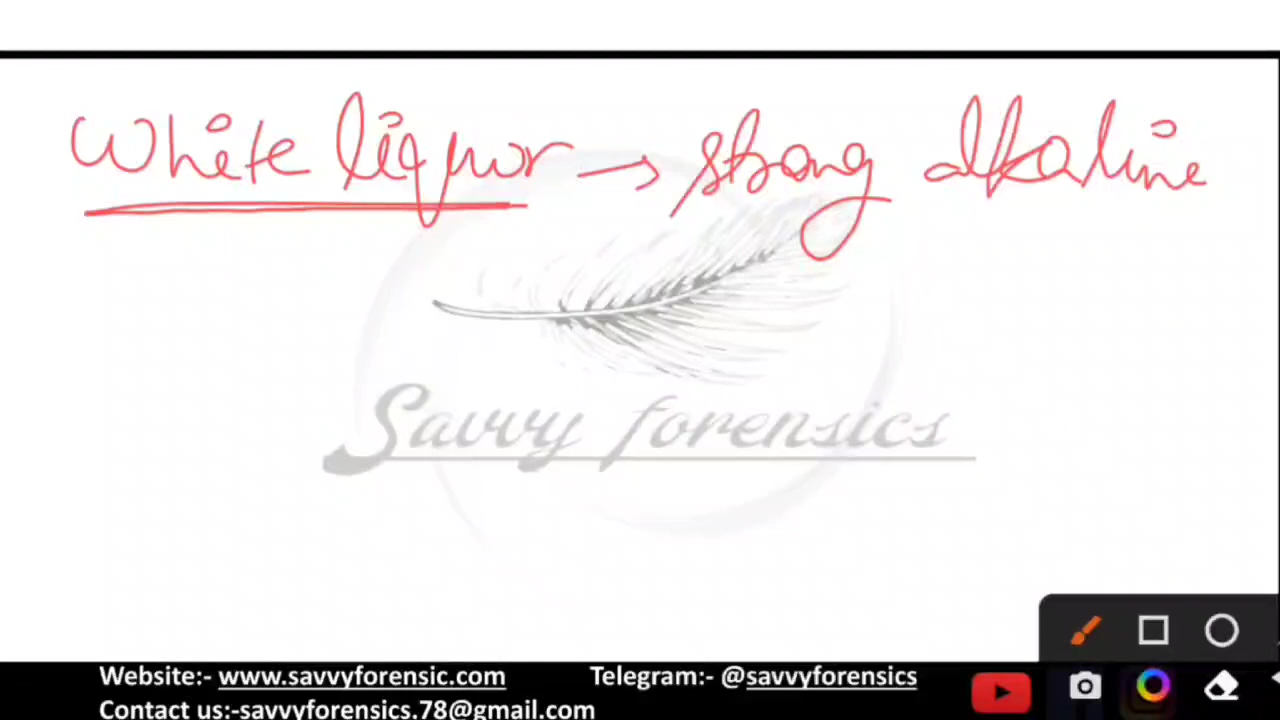 White liquor → strong alkaline
Savvy forensics
Website:- www.savvyforensic.com Telegram:- @savvyforensics
Contact us:-savvyforensics.78@gmail.com